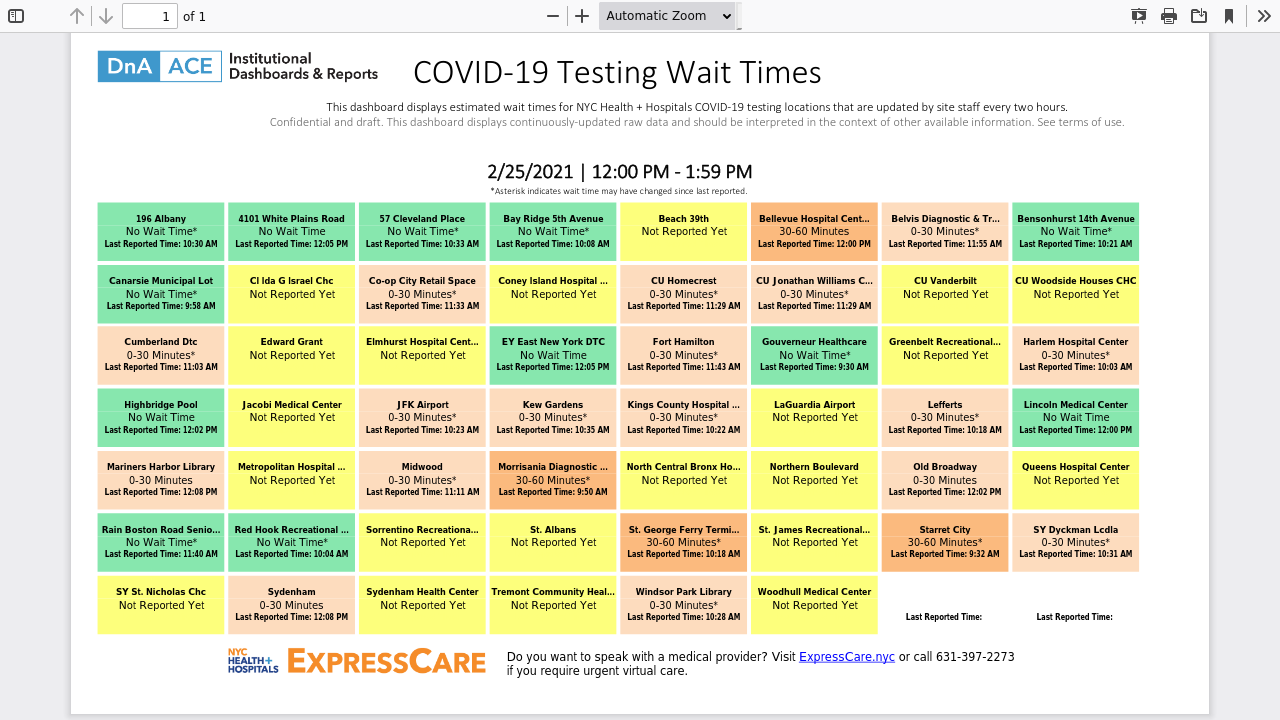 1 of 1
Automatic Zoom
DnA ACE Institutional
Dashboards & Reports
COVID-19 Testing Wait Times
This dashboard displays estimated wait times for NYC Health + Hospitals COVID-19 testing locations that are updated by site staff every two hours.
Confidential and draft. This dashboard displays continuously-updated raw data and should be interpreted in the context of other available information. See terms of use.
2/25/2021 | 12:00 PM - 1:59 PM
*Asterisk indicates wait time may have changed since last reported.
196 Albany
No Wait Time*
Last Reported Time: 10:30 AM
4101 White Plains Road
No Wait Time
Last Reported Time: 12:05 PM
57 Cleveland Place
No Wait Time*
Last Reported Time: 10:33 AM
Bay Ridge 5th Avenue
No Wait Time*
Last Reported Time: 10:08 AM
Beach 39th
Not Reported Yet
Bellevue Hospital Cent...
30-60 Minutes
Last Reported Time: 12:00 PM
Belvis Diagnostic & Tr...
0-30 Minutes*
Last Reported Time: 11:55 AM
Bensonhurst 14th Avenue
No Wait Time*
Last Reported Time: 10:21 AM
Canarsie Municipal Lot
No Wait Time*
Last Reported Time: 9:58 AM
Cl Ida G Israel Chc
Not Reported Yet
Co-op City Retail Space
0-30 Minutes*
Last Reported Time: 11:33 AM
Coney Island Hospital ...
Not Reported Yet
CU Homecrest
0-30 Minutes*
Last Reported Time: 11:29 AM
CU Jonathan Williams C...
0-30 Minutes*
Last Reported Time: 11:29 AM
CU Vanderbilt
Not Reported Yet
CU Woodside Houses CHC
Not Reported Yet
Cumberland Dtc
0-30 Minutes*
Last Reported Time: 11:03 AM
Edward Grant
Not Reported Yet
Elmhurst Hospital Cent...
Not Reported Yet
EY East New York DTC
No Wait Time
Last Reported Time: 12:05 PM
Fort Hamilton
0-30 Minutes*
Last Reported Time: 11:43 AM
Gouverneur Healthcare
No Wait Time*
Last Reported Time: 9:30 AM
Greenbelt Recreational...
Not Reported Yet
Harlem Hospital Center
0-30 Minutes*
Last Reported Time: 10:03 AM
Highbridge Pool
No Wait Time
Last Reported Time: 12:02 PM
Jacobi Medical Center
Not Reported Yet
JFK Airport
0-30 Minutes*
Last Reported Time: 10:23 AM
Kew Gardens
0-30 Minutes*
Last Reported Time: 10:35 AM
Kings County Hospital ...
0-30 Minutes*
Last Reported Time: 10:22 AM
LaGuardia Airport
Not Reported Yet
Lefferts
0-30 Minutes*
Last Reported Time: 10:18 AM
Lincoln Medical Center
No Wait Time
Last Reported Time: 12:00 PM
Mariners Harbor Library
0-30 Minutes
Last Reported Time: 12:08 PM
Metropolitan Hospital ...
Not Reported Yet
Midwood
0-30 Minutes*
Last Reported Time: 11:11 AM
Morrisania Diagnostic ...
30-60 Minutes*
Last Reported Time: 9:50 AM
North Central Bronx Ho...
Not Reported Yet
Northern Boulevard
Not Reported Yet
Old Broadway
0-30 Minutes
Last Reported Time: 12:02 PM
Queens Hospital Center
Not Reported Yet
Rain Boston Road Senio...
No Wait Time*
Last Reported Time: 11:40 AM
Red Hook Recreational ...
No Wait Time*
Last Reported Time: 10:04 AM
Sorrentino Recreationa...
Not Reported Yet
St. Albans
Not Reported Yet
St. George Ferry Termi...
30-60 Minutes*
Last Reported Time: 10:18 AM
St. James Recreational...
Not Reported Yet
Starret City
30-60 Minutes*
Last Reported Time: 9:32 AM
SY Dyckman Lcdla
0-30 Minutes*
Last Reported Time: 10:31 AM
SY St. Nicholas Chc
Not Reported Yet
Sydenham
0-30 Minutes
Last Reported Time: 12:08 PM
Sydenham Health Center
Not Reported Yet
Tremont Community Heal...
Not Reported Yet
Windsor Park Library
0-30 Minutes*
Last Reported Time: 10:28 AM
Woodhull Medical Center
Not Reported Yet
Last Reported Time:
Last Reported Time:
NYC
HEALTH+
HOSPITALS
EXPRESSCARE
Do you want to speak with a medical provider? Visit ExpressCare.nyc or call 631-397-2273
if you require urgent virtual care.